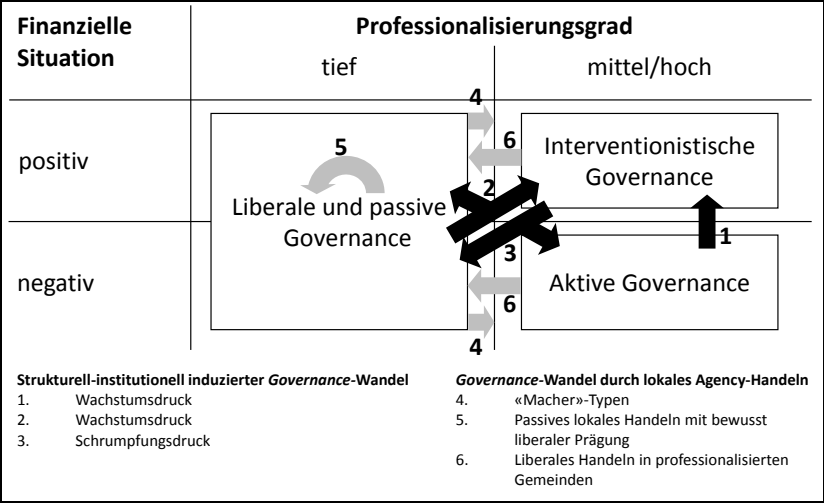 Finanzielle
Situation
Professionalisierungsgrad
tief
mittel/hoch
4
positiv
5
6
Interventionistische
Governance
2
Liberale und passive
Governance
1
3
negativ
Aktive Governance
6
4
Strukturell-institutionell induzierter Governance-Wandel
1. Wachstumsdruck
2. Wachstumsdruck
3. Schrumpfungsdruck
Governance-Wandel durch lokales Agency-Handeln
4. «Macher»-Typen
5. Passives lokales Handeln mit bewusst
liberaler Prägung
6. Liberales Handeln in professionalisierten
Gemeinden